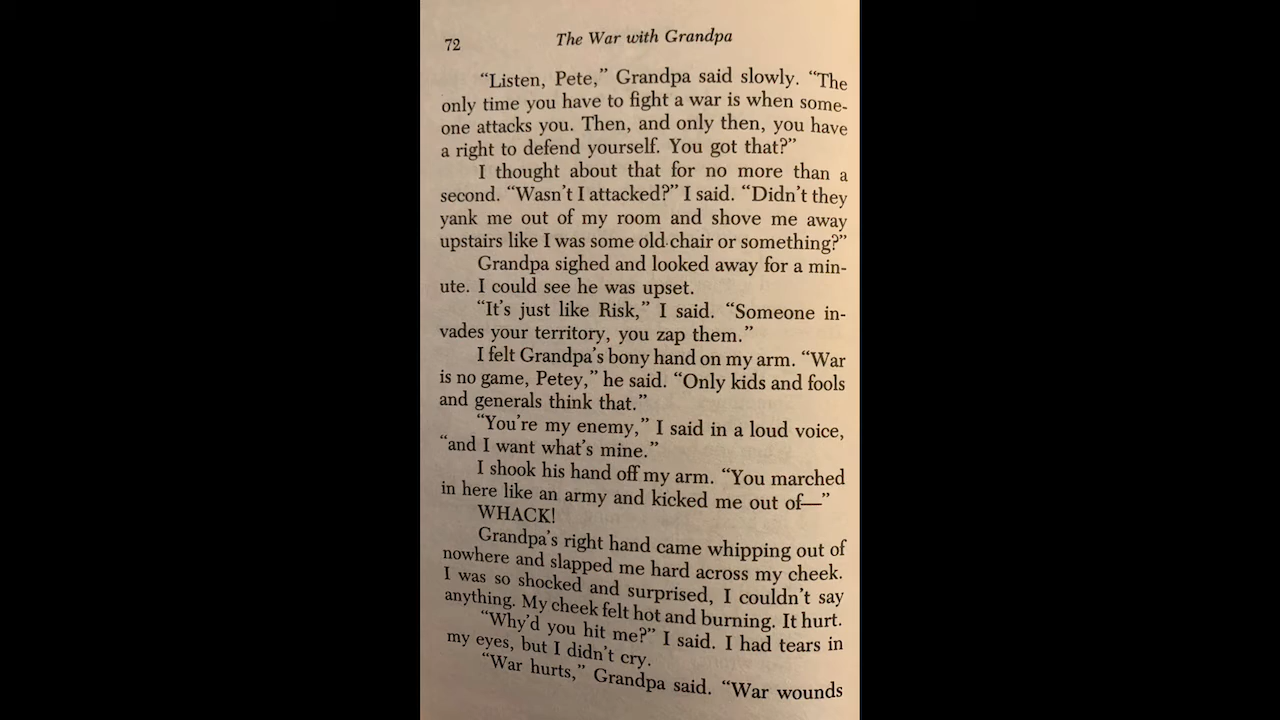 72 The War with Grandpa
“Listen, Pete,” Grandpa said slowly. “The
only time you have to fight a war is when some-
one attacks you. Then, and only then, you have
a right to defend yourself. You got that?”
I thought about that for no more than a
second. “Wasn’t I attacked?” I said. “Didn’t they
yank me out of my room and shove me away
upstairs like I was some old chair or something?”
Grandpa sighed and looked away for a min-
ute. I could see he was upset.
“It’s just like Risk,” I said. “Someone in-
vades your territory, you zap them.”
I felt Grandpa’s bony hand on my arm. “War
is no game, Petey,” he said. “Only kids and fools
and generals think that.”
“You’re my enemy,” I said in a loud voice,
“and I want what’s mine.”
I shook his hand off my arm. “You marched
in here like an army and kicked me out of—”
WHACK!
Grandpa’s right hand came whipping out of
nowhere and slapped me hard across my cheek.
I was so shocked and surprised, I couldn’t say
anything. My cheek felt hot and burning. It hurt.
“Why’d you hit me?” I said. I had tears in
my eyes, but I didn’t cry.
“War hurts,” Grandpa said. “War wounds